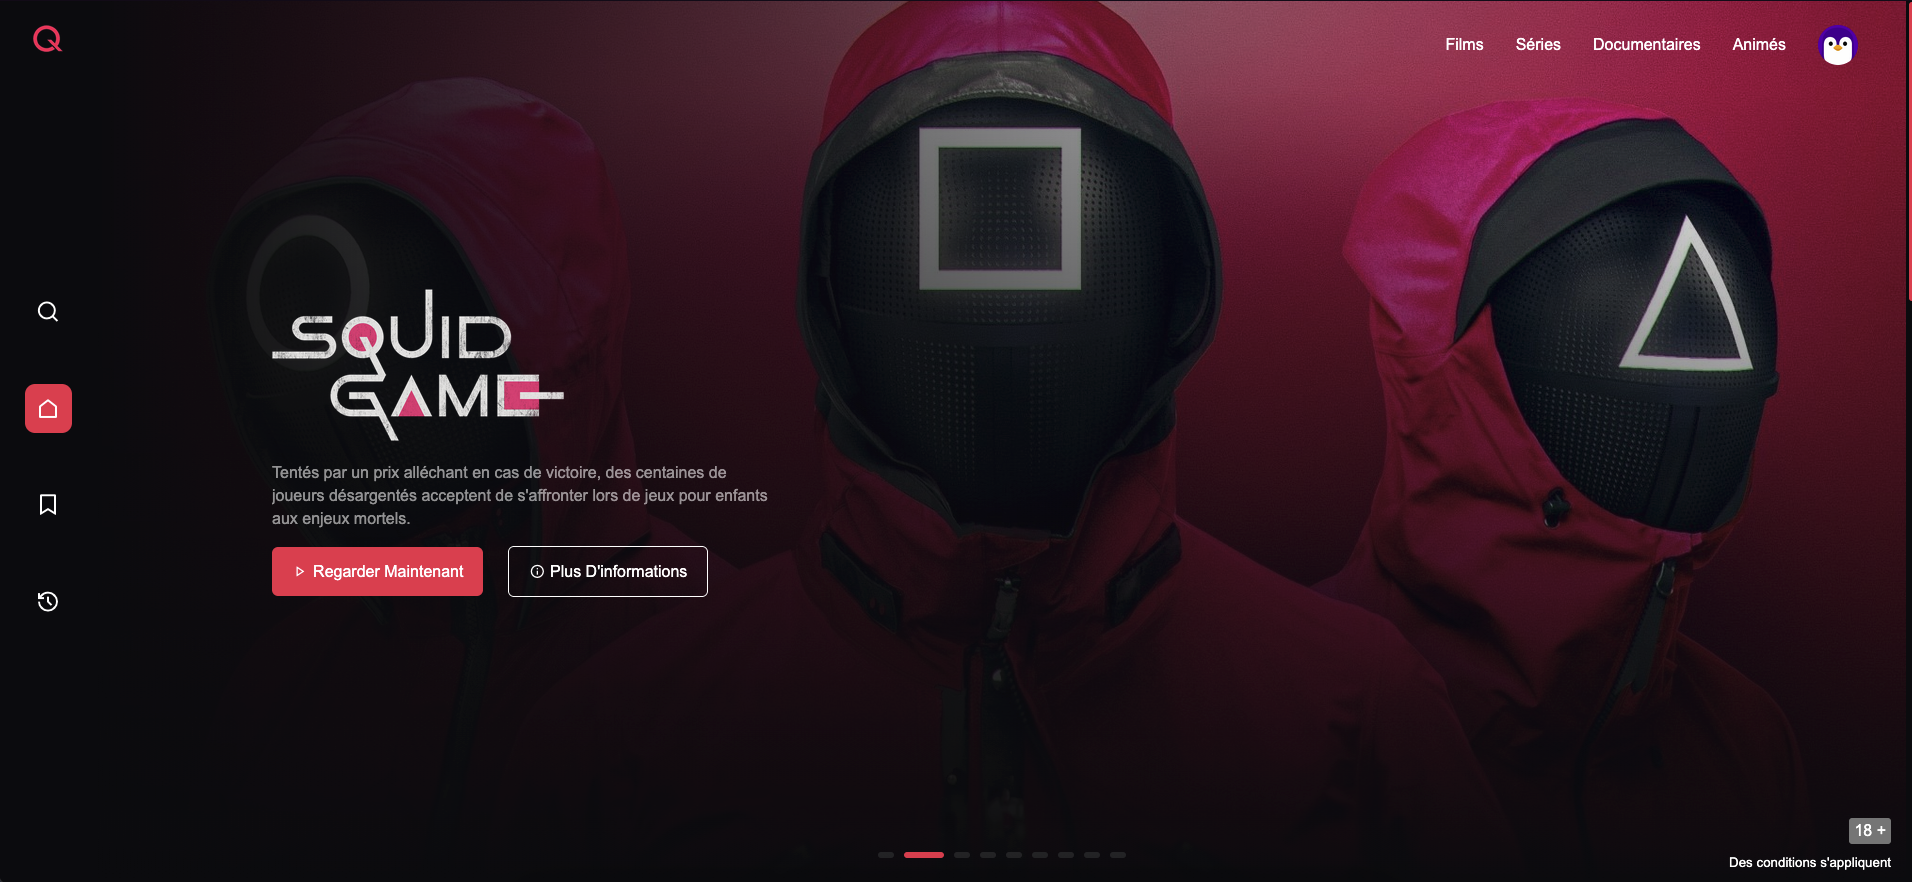 Q
Films Séries Documentaires Animés
SQUID
GAME
Tentés par un prix alléchant en cas de victoire, des centaines de
joueurs désargentés acceptent de s'affronter lors de jeux pour enfants
aux enjeux mortels.
Regarder Maintenant Plus D'informations
18 +
Des conditions s'appliquent